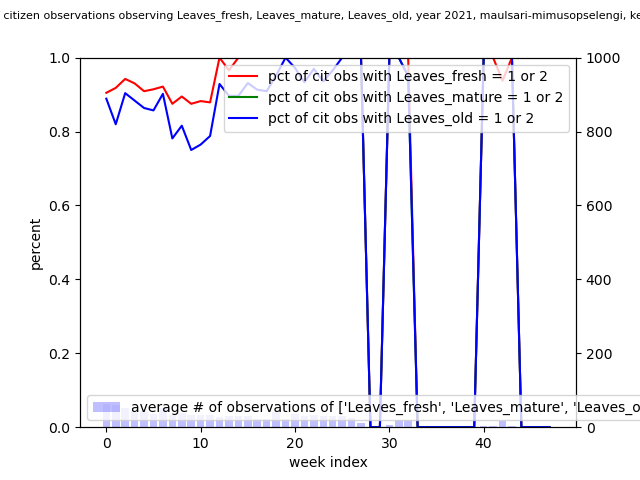 citizen observations observing Leaves_fresh, Leaves_mature, Leaves_old, year 2021, maulsari-mimusopselengi, ke
1.0
0.8
0.6
0.4
0.2
0.0
percent
1000
800
600
400
200
0
pct of cit obs with Leaves_fresh = 1 or 2
pct of cit obs with Leaves_mature = 1 or 2
pct of cit obs with Leaves_old = 1 or 2
average # of observations of ['Leaves_fresh', 'Leaves_mature', 'Leaves_o
0 10 20 30 40
week index